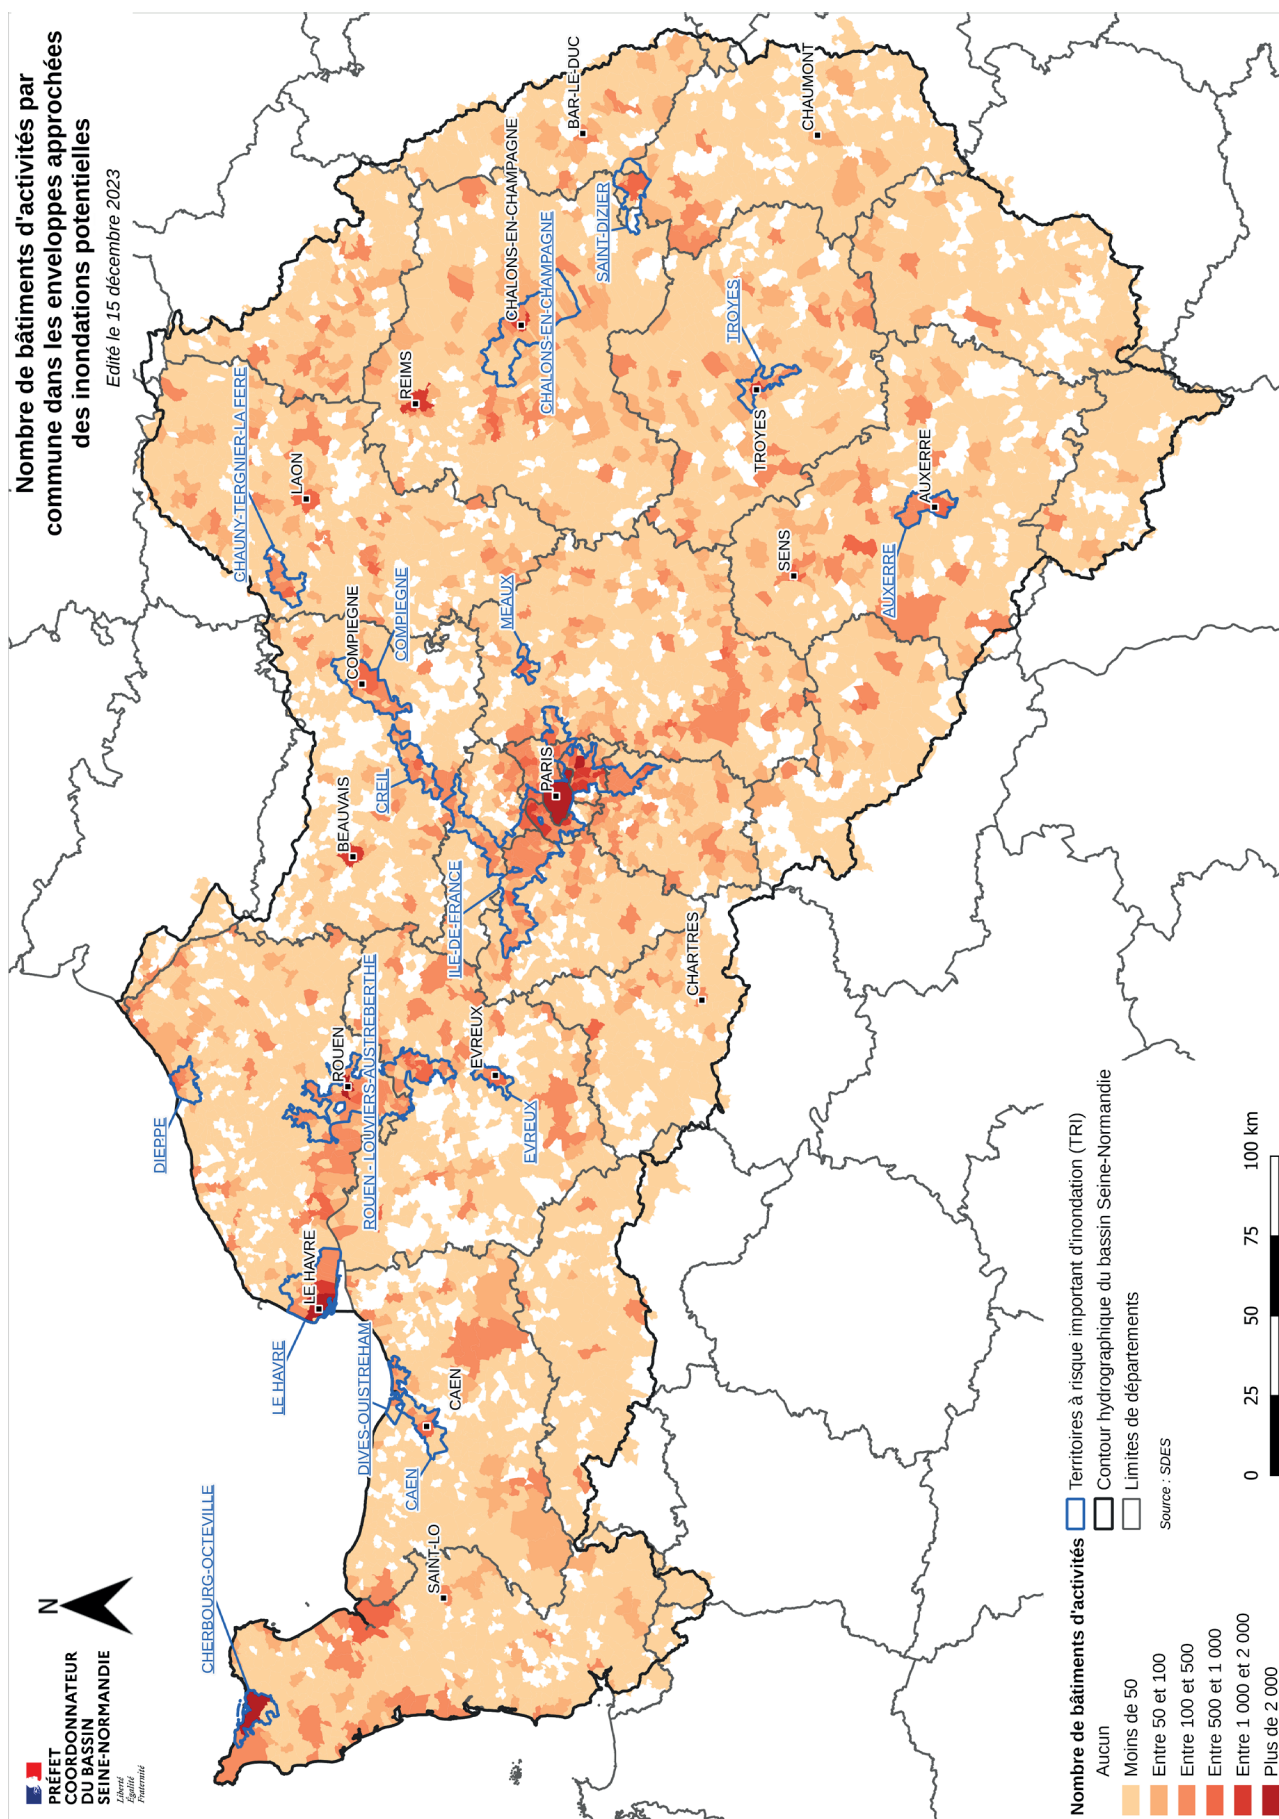 Nombre de bâtiments d'activités par
commune dans les enveloppes approchées
des inondations potentielles
Edité le 15 décembre 2023
PRÉFET
COORDONNATEUR
DU BASSIN
SEINE-NORMANDIE
Liberté
Égalité
Fraternité
N
CHERBOURG-OCTEVILLE
SAINT-LO
CAEN
DIVES-OUISTREHAM
CAEN
LE HAVRE
LE HAVRE
DIEPPE
ROUEN
ROUEN - LOUVIERS-AUSTREBERTHE
EVREUX
EVREUX
CHARTRES
BEAUVAIS
ILE-DE-FRANCE
CREIL
PARIS
COMPIEGNE
COMPIEGNE
MEAUX
CHAUNY-TERGNIER-LA FERE
LAON
REIMS
CHALONS-EN-CHAMPAGNE
CHALONS-EN-CHAMPAGNE
SAINT-DIZIER
BAR-LE-DUC
CHAUMONT
TROYES
TROYES
SENS
AUXERRE
AUXERRE
Nombre de bâtiments d'activités
Aucun
Moins de 50
Entre 50 et 100
Entre 100 et 500
Entre 500 et 1 000
Entre 1 000 et 2 000
Plus de 2 000
Territoires à risque important d'inondation (TRI)
Contour hydrographique du bassin Seine-Normandie
Limites de départements
Source : SDES
0 25 50 75 100 km